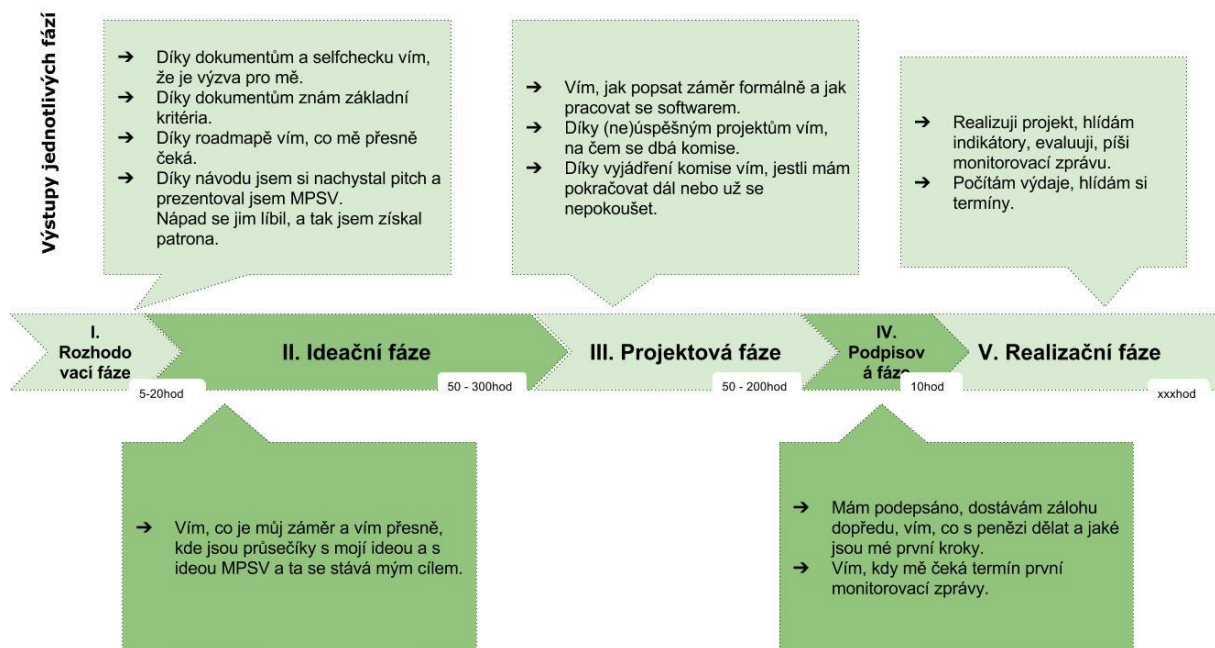 Výstupy jednotlivých fází
➔ Díky dokumentům a selfchecku vím,
že je výzva pro mě.
➔ Díky dokumentům znám základní
kritéria.
➔ Díky roadmapě vím, co mě přesně
čeká.
➔ Díky návodu jsem si nachystal pitch a
prezentoval jsem MPSV.
Nápad se jim líbil, a tak jsem získal
patrona.
➔ Vím, jak popsat záměr formálně a jak
pracovat se softwarem.
➔ Díky (ne)úspěšným projektům vím,
na čem se dbá komise.
➔ Díky vyjádření komise vím, jestli mám
pokračovat dál nebo už se
nepokoušet.
➔ Realizuji projekt, hlídám
indikátory, evaluuji, píši
monitorovací zprávu.
➔ Počítám výdaje, hlídám si
termíny.
I.
Rozhodo
vací fáze
5-20hod
II. Ideační fáze
50 - 300hod
III. Projektová fáze
50 - 200hod
IV.
Podpisov
á fáze
10hod
V. Realizační fáze
xxxhod
➔ Vím, co je můj záměr a vím přesně,
kde jsou průsečíky s mojí ideou a s
ideou MPSV a ta se stává mým cílem.
➔ Mám podepsáno, dostávám zálohu
dopředu, vím, co s penězi dělat a jaké
jsou mé první kroky.
➔ Vím, kdy mě čeká termín první
monitorovací zprávy.